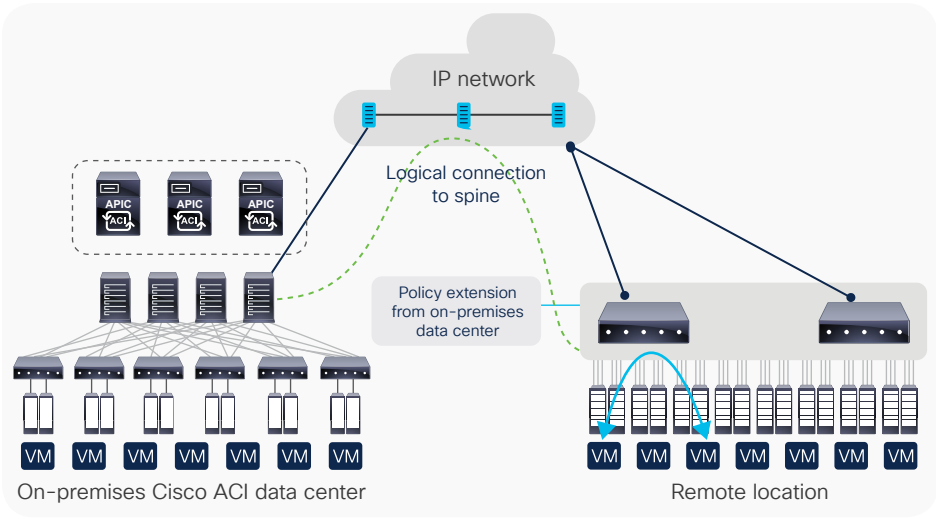 IP network
Logical connection
to spine
APIC
ACI
APIC
ACI
APIC
ACI
Policy extension
from on-premises
data center
VM VM VM VM VM VM VM
VM VM VM VM VM VM VM
On-premises Cisco ACI data center
Remote location